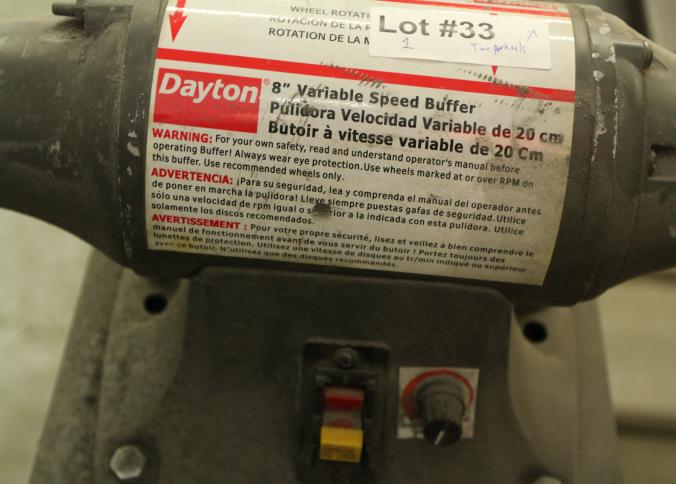 WHEEL ROTATI
ROTACIÓN DE LA R
ROTATION DE LA M
Lot #33
1
Two wheels
Dayton®
8" Variable Speed Buffer
Pulidora Velocidad Variable de 20 cm
Butoir à vitesse variable de 20 Cm
WARNING: For your own safety, read and understand operator's manual before
operating Buffer! Always wear eye protection. Use wheels marked at or over RPM on
this buffer. Use recommended wheels only.
ADVERTENCIA: ¡Para su seguridad, lea y comprenda el manual del operador antes
de poner en marcha la pulidora! Lleve siempre puestas gafas de seguridad. Utilice
sólo una velocidad de rpm igual o su erior a la indicada con esta pulidora. Utilice
solamente los discos recomendados.
AVERTISSEMENT : Pour votre propre sécurité, lisez et veillez à bien comprendre le
manuel de fonctionnement avant de vous servir du butoir ! Portez toujours des
lunettes de protection. Utilisez une vitesse de disques au tr/min indiqué ou supérieur
avec ce butoir. N'utilisez que des disques recommandés.